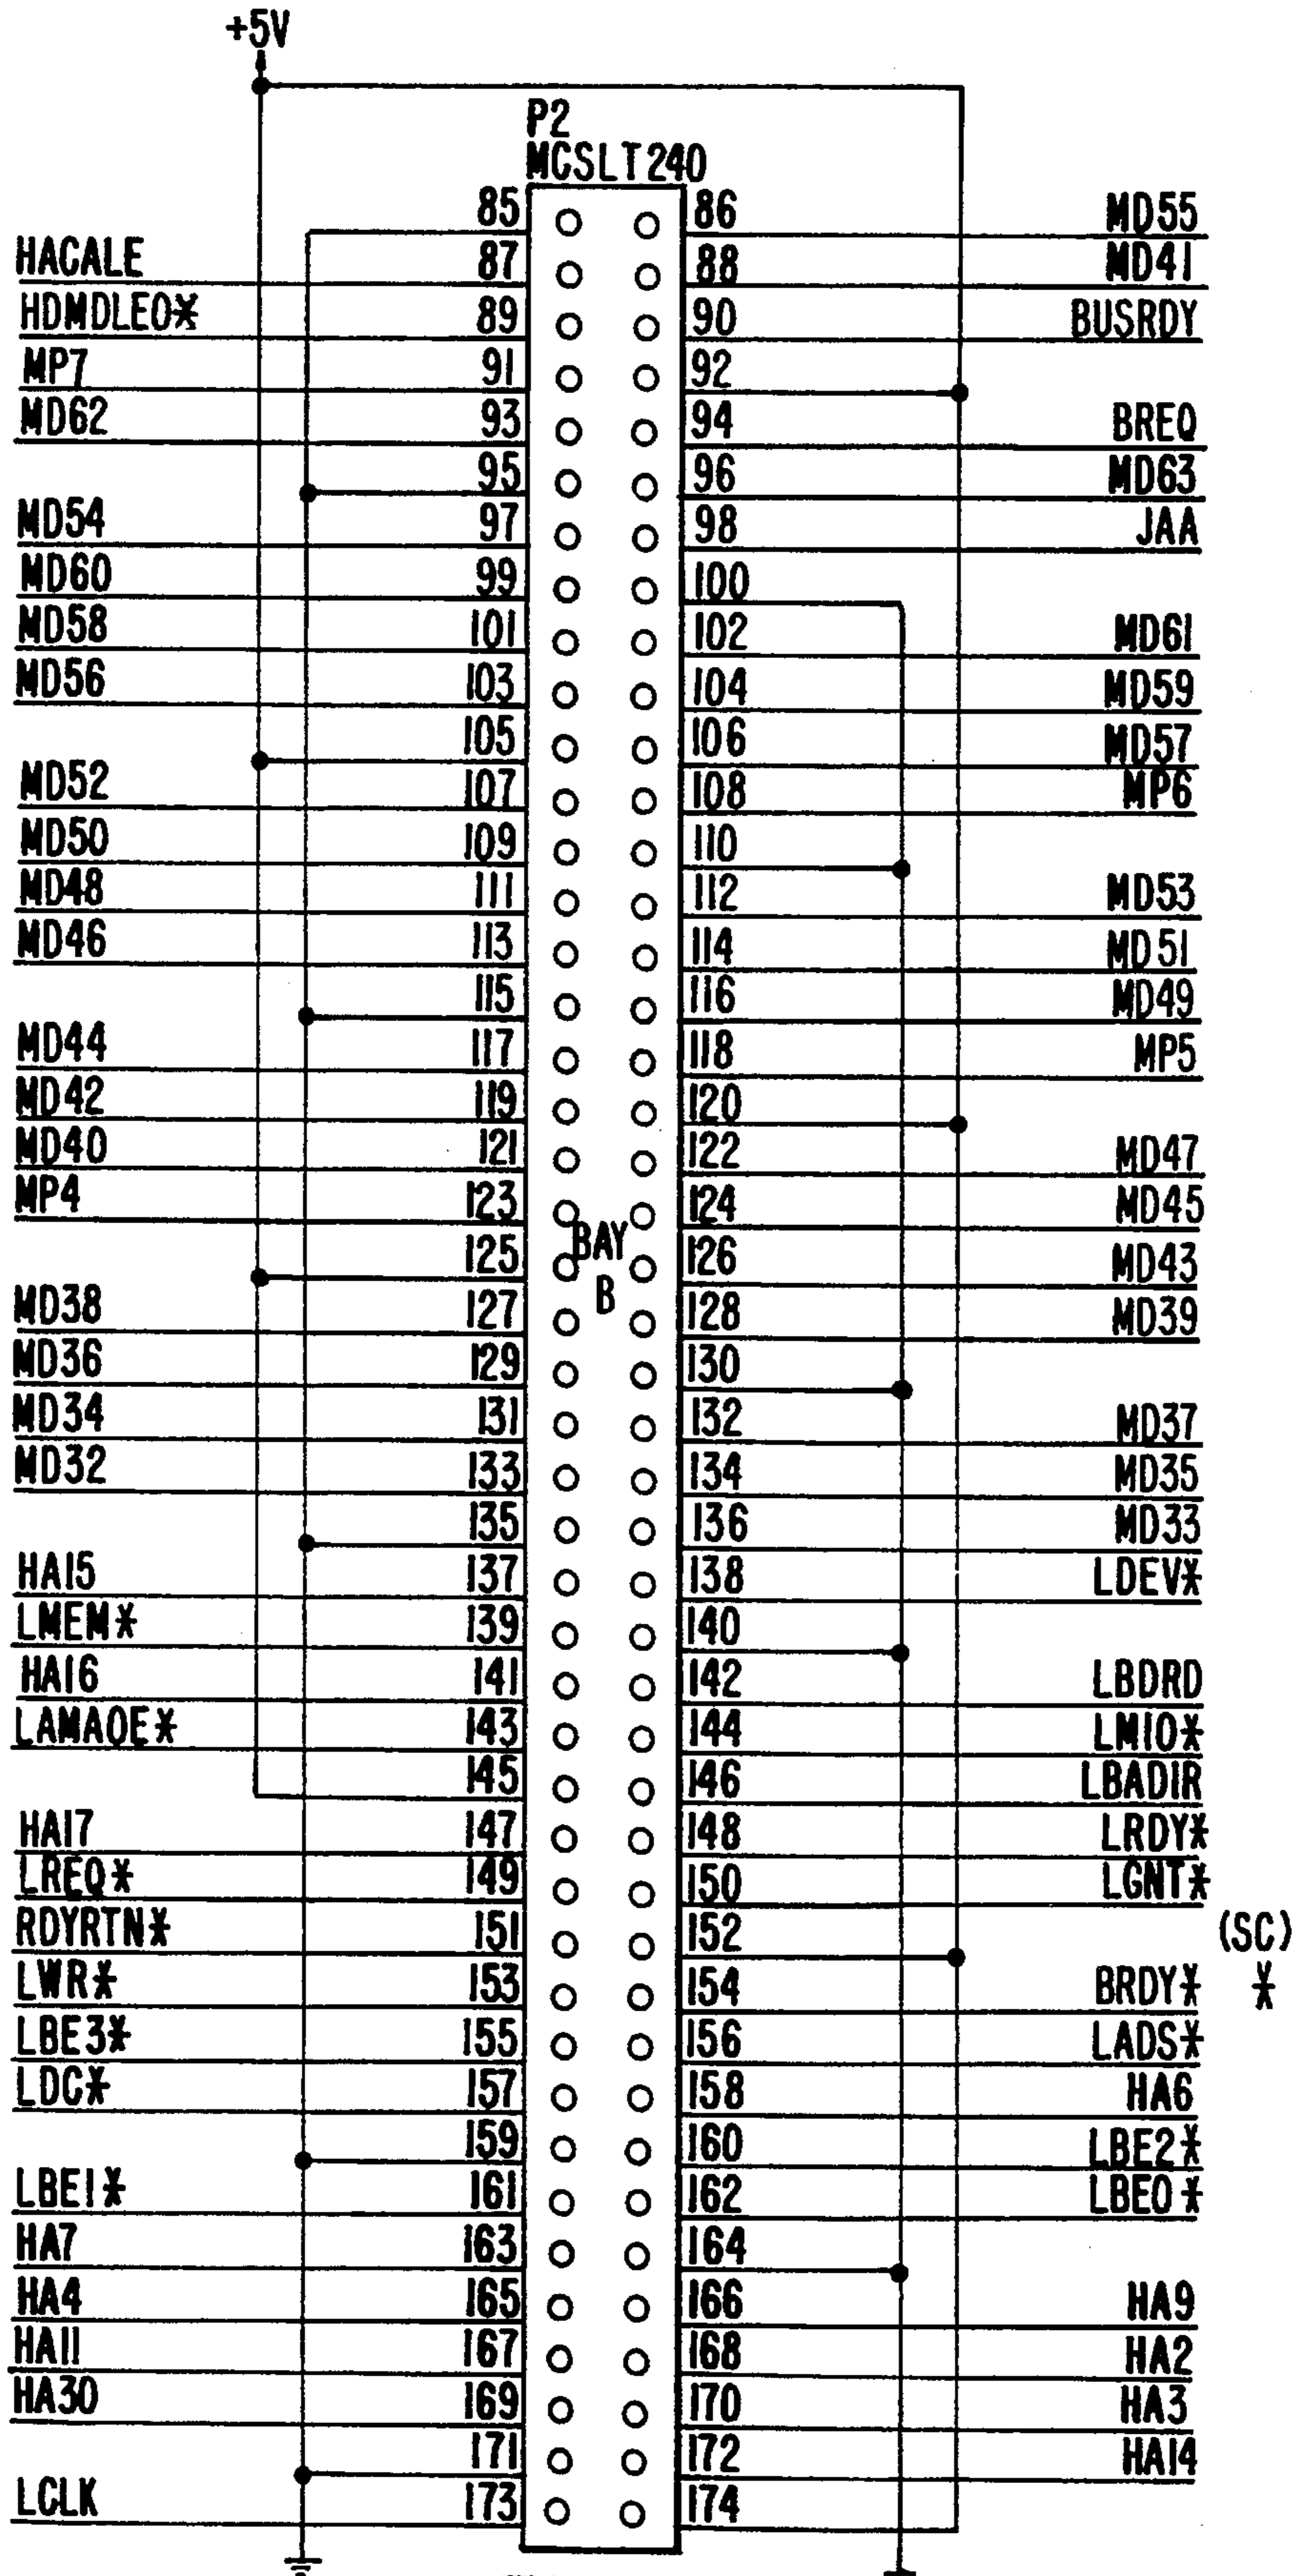 +5V
P2
MCSLT240
85 86 MD55
HACALE 87 88 MD41
HDMDLE0* 89 90 BUSRDY
MP7 91 92
MD62 93 94 BREQ
95 96 MD63
MD54 97 98 JAA
MD60 99 100
MD58 101 102 MD61
MD56 103 104 MD59
105 106 MD57
MD52 107 108 MP6
MD50 109 110
MD48 111 112 MD53
MD46 113 114 MD51
115 116 MD49
MD44 117 118 MP5
MD42 119 120
MD40 121 122 MD47
MP4 123 124 MD45
BAY
125 126 MD43
B
MD38 127 128 MD39
MD36 129 130
MD34 131 132 MD37
MD32 133 134 MD35
135 136 MD33
HA15 137 138 LDEV*
LMEM* 139 140
HA16 141 142 LBDRD
LAMAOE* 143 144 LMIO*
145 146 LBADIR
HA17 147 148 LRDY*
LREQ* 149 150 LGNT*
RDYRTN* 151 152 (SC)
LWR* 153 154 BRDY* *
LBE3* 155 156 LADS*
LDC* 157 158 HA6
159 160 LBE2*
LBE1* 161 162 LBE0*
HA7 163 164
HA4 165 166 HA9
HA11 167 168 HA2
HA30 169 170 HA3
171 172 HA14
LCLK 173 174